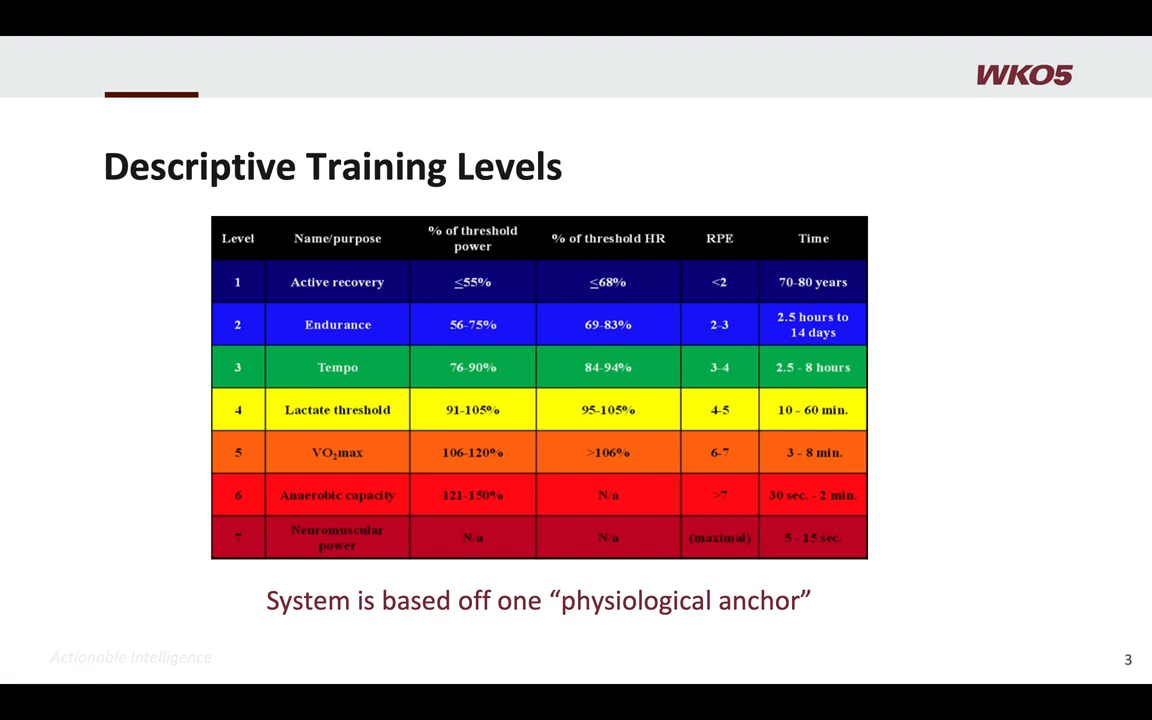 WKO5
Descriptive Training Levels
Level Name/purpose % of threshold power % of threshold HR RPE Time
1 Active recovery ≤55% ≤68% <2 70-80 years
2 Endurance 56-75% 69-83% 2-3 2.5 hours to 14 days
3 Tempo 76-90% 84-94% 3-4 2.5 - 8 hours
4 Lactate threshold 91-105% 95-105% 4-5 10 - 60 min.
5 VO₂max 106-120% >106% 6-7 3 - 8 min.
6 Anaerobic capacity 121-150% N/a >7 30 sec. - 2 min.
7 Neuromuscular power N/a N/a (maximal) 5 - 15 sec.
System is based off one “physiological anchor”
Actionable Intelligence
3